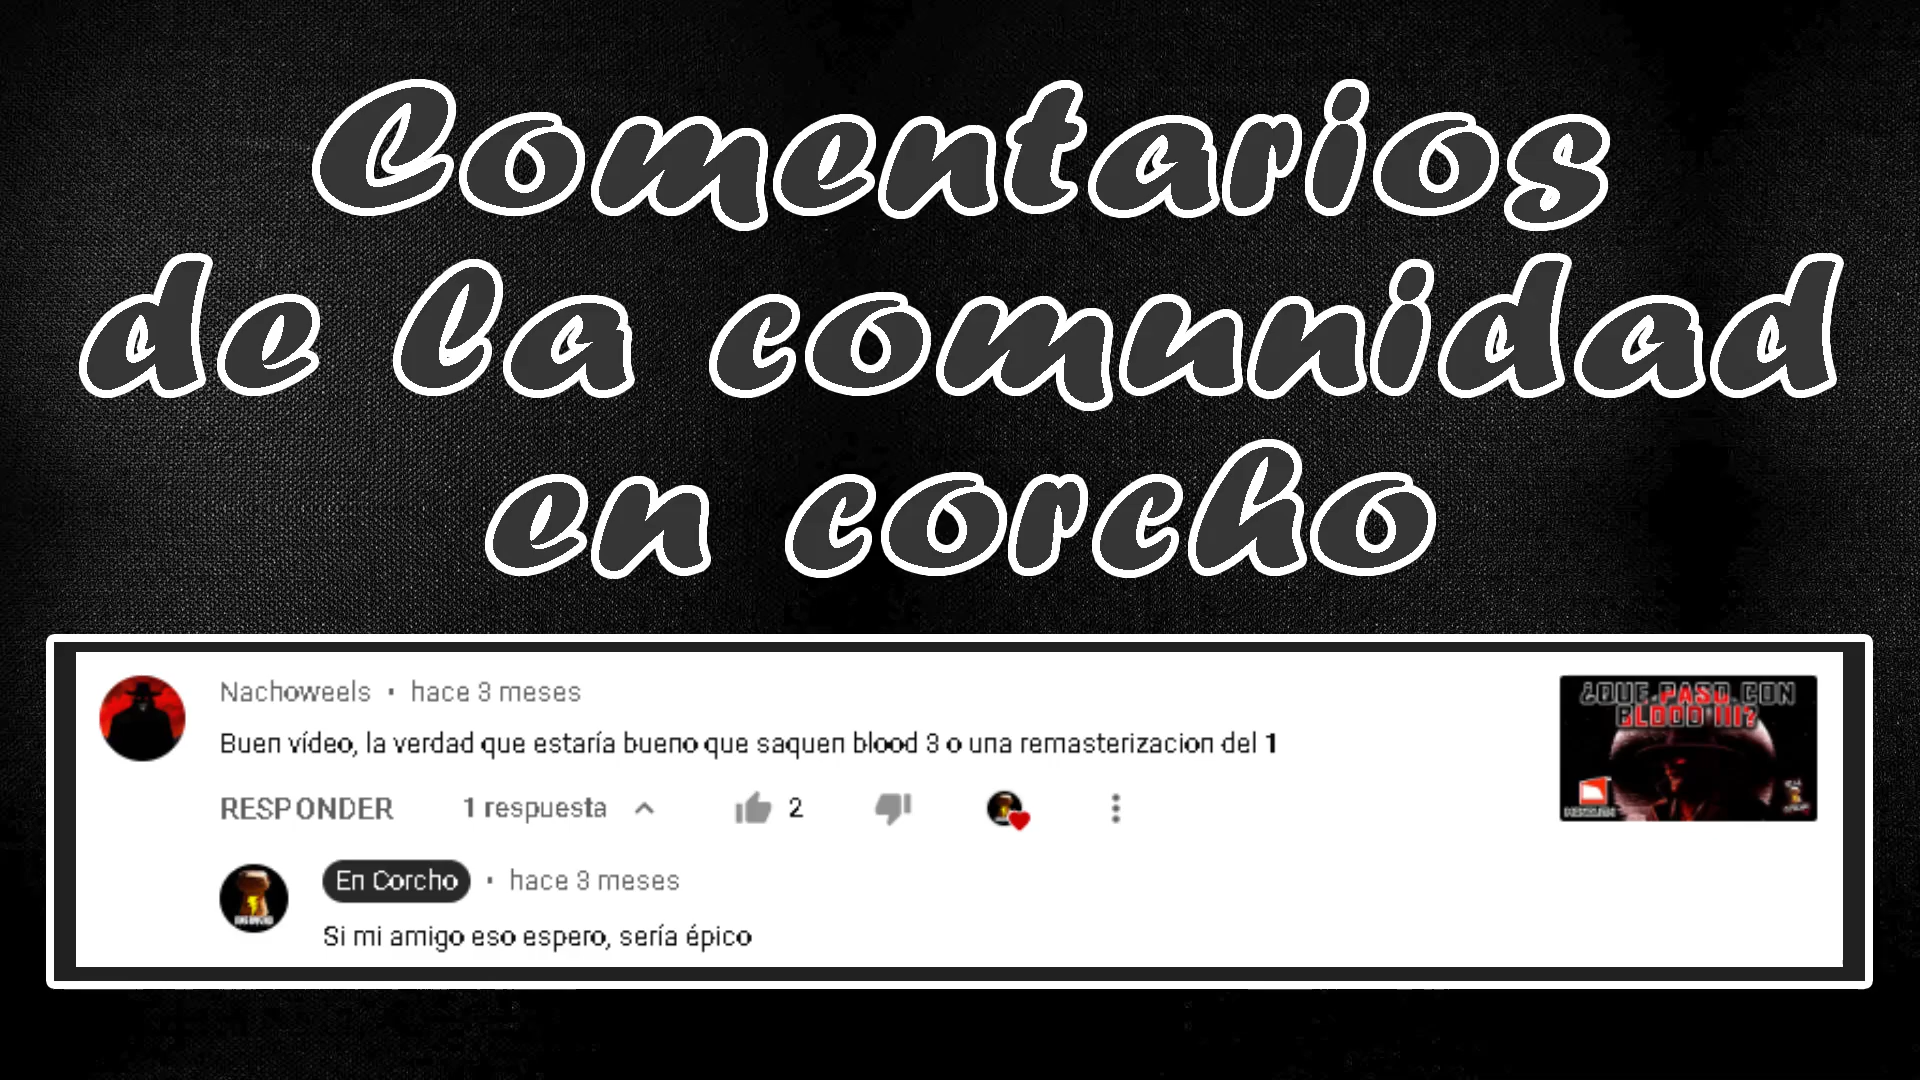 Comentarios
de la comunidad
en corcho
Nachoweels • hace 3 meses
Buen vídeo, la verdad que estaría bueno que saquen blood 3 o una remasterizacion del 1
RESPONDER 1 respuesta 2
En Corcho • hace 3 meses
Si mi amigo eso espero, sería épico
¿QUE PASO CON
BLOOD III?